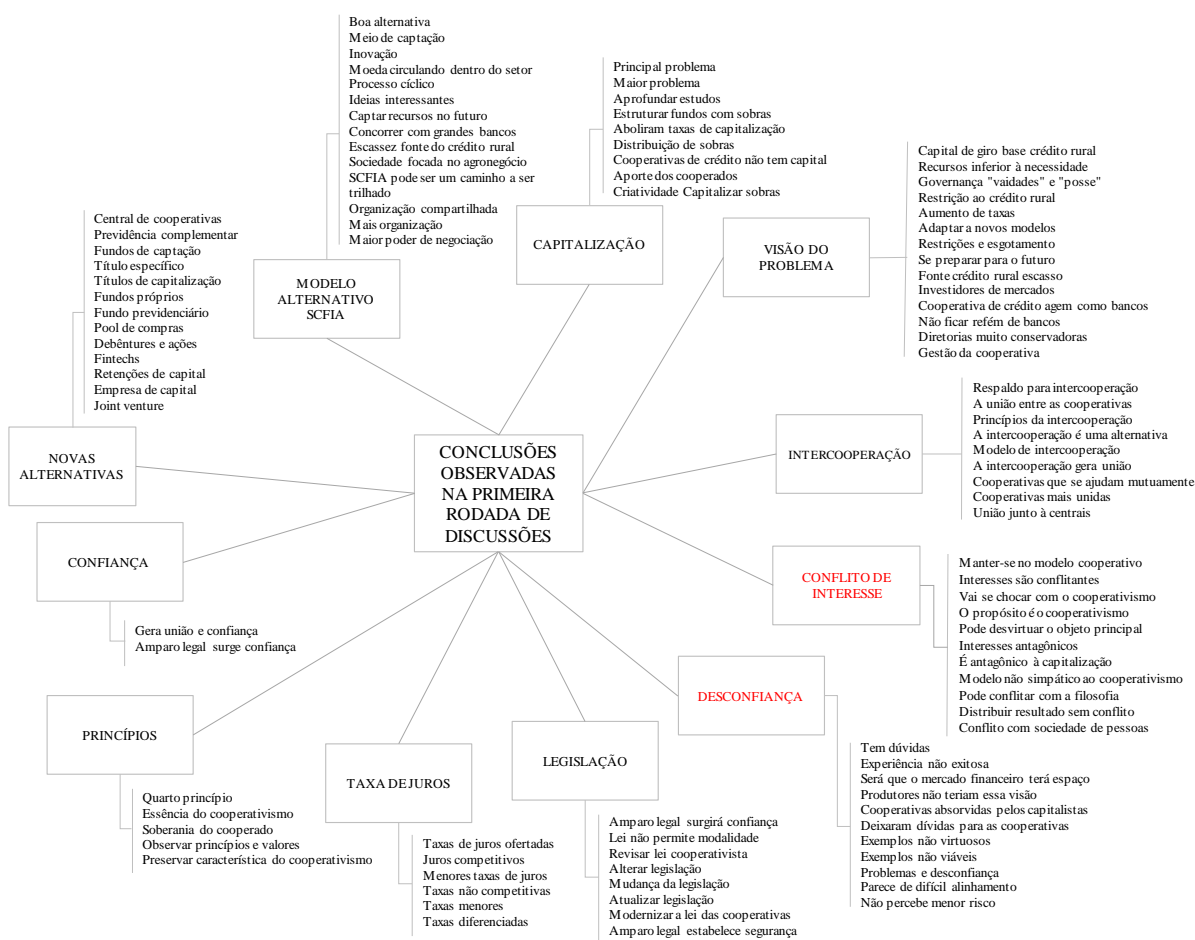 Boa alternativa
Meio de captação
Inovação
Moeda circulando dentro do setor
Processo cíclico
Ideias interessantes
Captar recursos no futuro
Concorrer com grandes bancos
Escassez fonte do crédito rural
Sociedade focada no agronegócio
SCFIA pode ser um caminho a ser
trilhado
Organização compartilhada
Mais organização
Maior poder de negociação
MODELO
ALTERNATIVO
SCFIA
Principal problema
Maior problema
Aprofundar estudos
Estruturar fundos com sobras
Aboliram taxas de capitalização
Distribuição de sobras
Cooperativas de crédito não tem capital
Aporte dos cooperados
Criatividade Capitalizar sobras
CAPITALIZAÇÃO
Capital de giro base crédito rural
Recursos inferior à necessidade
Governança "vaidades" e "posse"
Restrição ao crédito rural
Aumento de taxas
Adaptar a novos modelos
Restrições e esgotamento
Se preparar para o futuro
Fonte crédito rural escasso
Investidores de mercados
Cooperativa de crédito agem como bancos
Não ficar refém de bancos
Diretorias muito conservadoras
Gestão da cooperativa
VISÃO DO
PROBLEMA
Central de cooperativas
Previdência complementar
Fundos de captação
Título específico
Títulos de capitalização
Fundos próprios
Fundo previdenciário
Pool de compras
Debêntures e ações
Fintechs
Retenções de capital
Empresa de capital
Joint venture
NOVAS
ALTERNATIVAS
CONCLUSÕES
OBSERVADAS
NA PRIMEIRA
RODADA DE
DISCUSSÕES
INTERCOOPERAÇÃO
Respaldo para intercooperação
A união entre as cooperativas
Princípios da intercooperação
A intercooperação é uma alternativa
Modelo de intercooperação
A intercooperação gera união
Cooperativas que se ajudam mutuamente
Cooperativas mais unidas
União junto à centrais
CONFIANÇA
Gera união e confiança
Amparo legal surge confiança
CONFLITO DE
INTERESSE
Manter-se no modelo cooperativo
Interesses são conflitantes
Vai se chocar com o cooperativismo
O propósito é o cooperativismo
Pode desvirtuar o objeto principal
Interesses antagônicos
É antagônico à capitalização
Modelo não simpático ao cooperativismo
Pode conflitar com a filosofia
Distribuir resultado sem conflito
Conflito com sociedade de pessoas
PRINCÍPIOS
Quarto princípio
Essência do cooperativismo
Soberania do cooperado
Observar princípios e valores
Preservar característica do cooperativismo
TAXA DE JUROS
Taxas de juros ofertadas
Juros competitivos
Menores taxas de juros
Taxas não competitivas
Taxas menores
Taxas diferenciadas
LEGISLAÇÃO
Amparo legal surgirá confiança
Lei não permite modalidade
Revisar lei cooperativista
Alterar legislação
Mudança da legislação
Atualizar legislação
Modernizar a lei das cooperativas
Amparo legal estabelece segurança
DESCONFIANÇA
Tem dúvidas
Experiência não exitosa
Será que o mercado financeiro terá espaço
Produtores não teriam essa visão
Cooperativas absorvidas pelos capitalistas
Deixaram dívidas para as cooperativas
Exemplos não virtuosos
Exemplos não viáveis
Problemas e desconfiança
Parece de difícil alinhamento
Não percebe menor risco